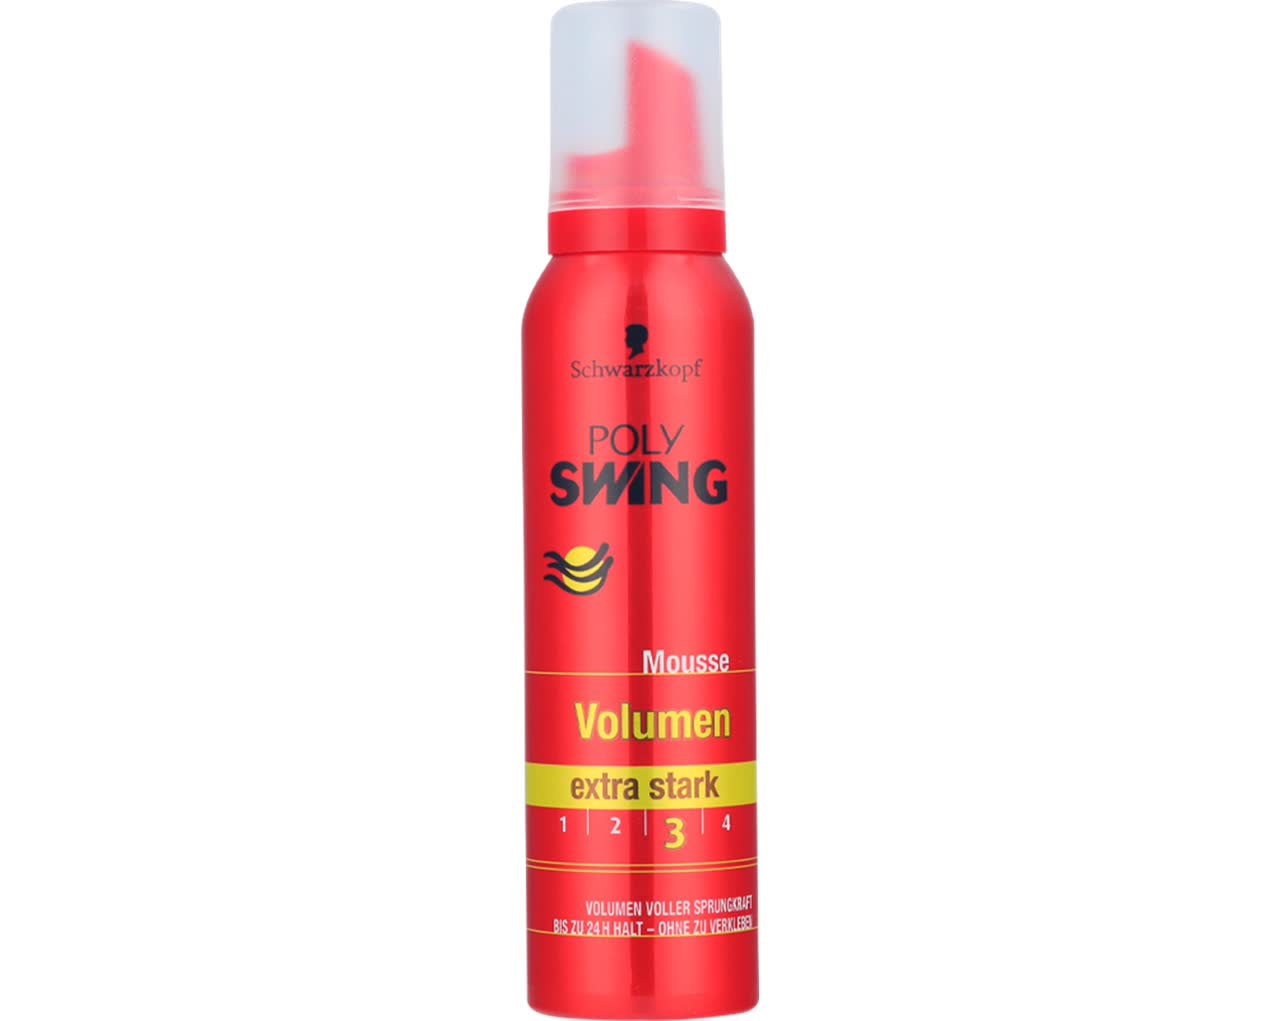 Schwarzkopf
POLY
SWING
Mousse
Volumen
extra stark
1 2 3 4
VOLUMEN VOLLER SPRUNGKRAFT
BIS ZU 24H HALT – OHNE ZU VERKLEBEN